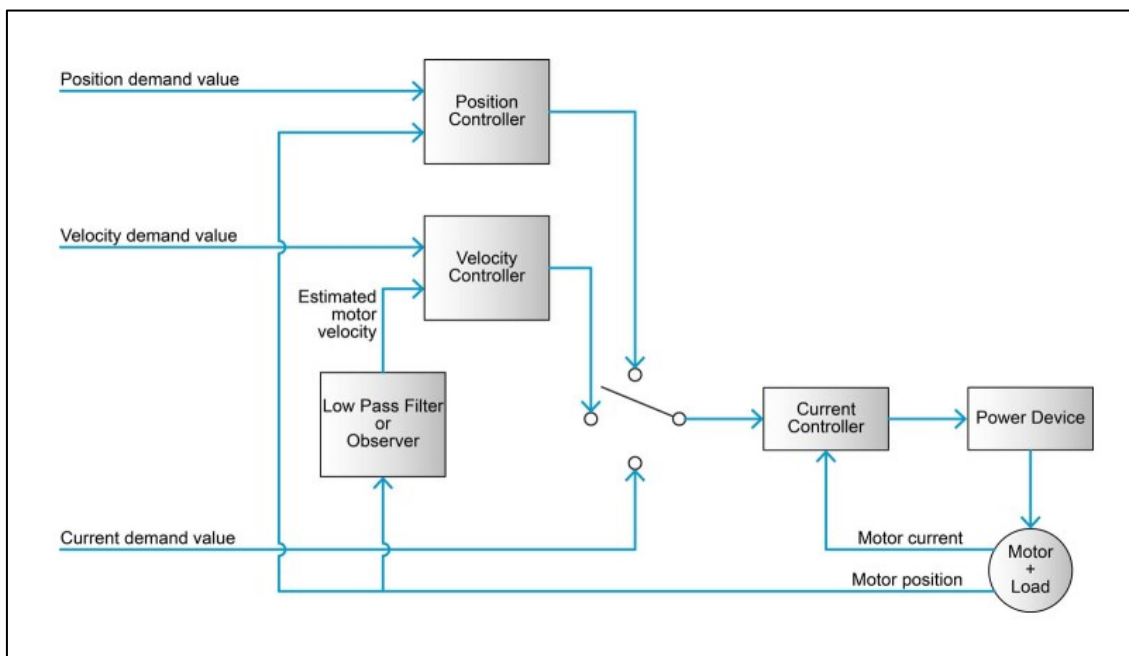 Position demand value
Position
Controller
Velocity demand value
Velocity
Controller
Estimated
motor
velocity
Low Pass Filter
or
Observer
Current
Controller
Power Device
Current demand value
Motor current
Motor position
Motor
+
Load